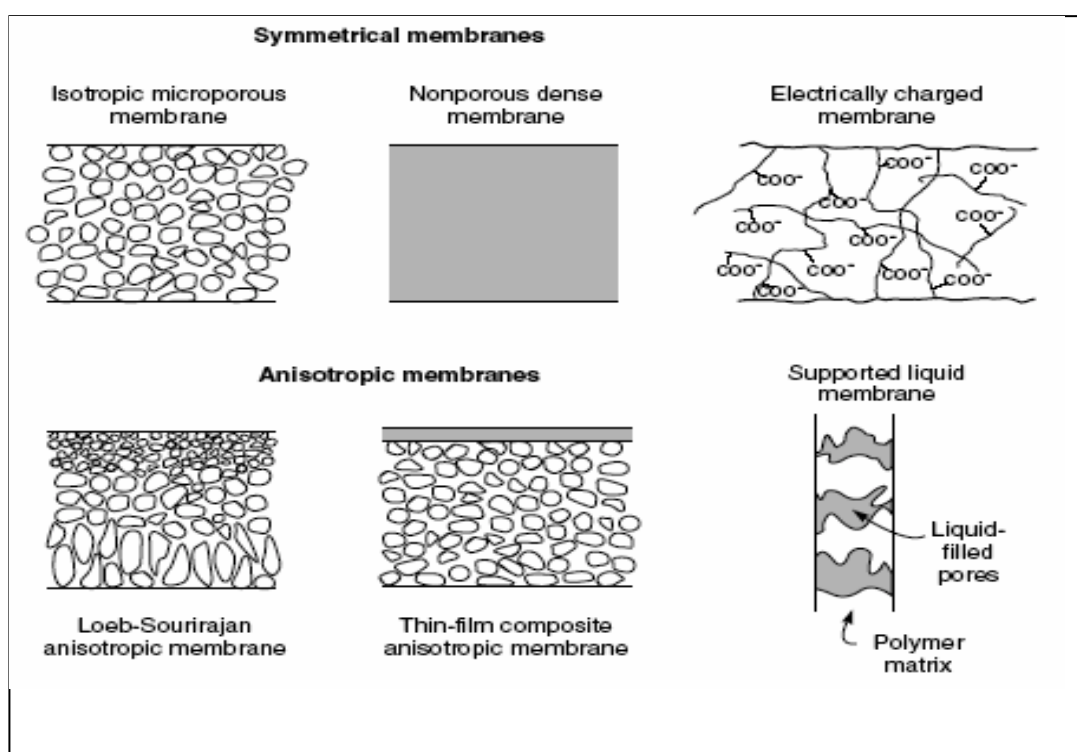 Symmetrical membranes
Isotropic microporous
membrane
Nonporous dense
membrane
Electrically charged
membrane
COO⁻
COO⁻
COO⁻
COO⁻
COO⁻
COO⁻
COO⁻
COO⁻
COO⁻
COO⁻
COO⁻
COO⁻
Anisotropic membranes
Supported liquid
membrane
Liquid-
filled
pores
Polymer
matrix
Loeb-Sourirajan
anisotropic membrane
Thin-film composite
anisotropic membrane